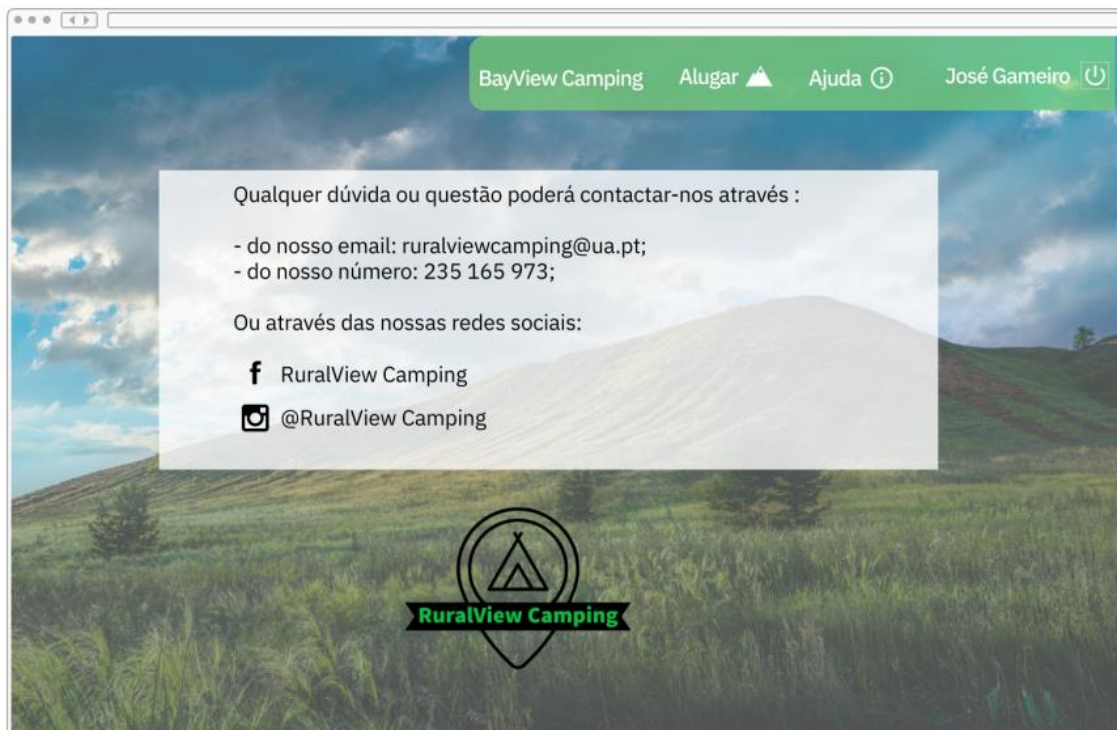 BayView Camping Alugar Ajuda José Gameiro
Qualquer dúvida ou questão poderá contactar-nos através :
- do nosso email: ruralviewcamping@ua.pt;
- do nosso número: 235 165 973;
Ou através das nossas redes sociais:
RuralView Camping
@RuralView Camping
RuralView Camping